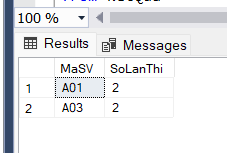 100 %
Results Messages
MaSV SoLanThi
1 A01 2
2 A03 2